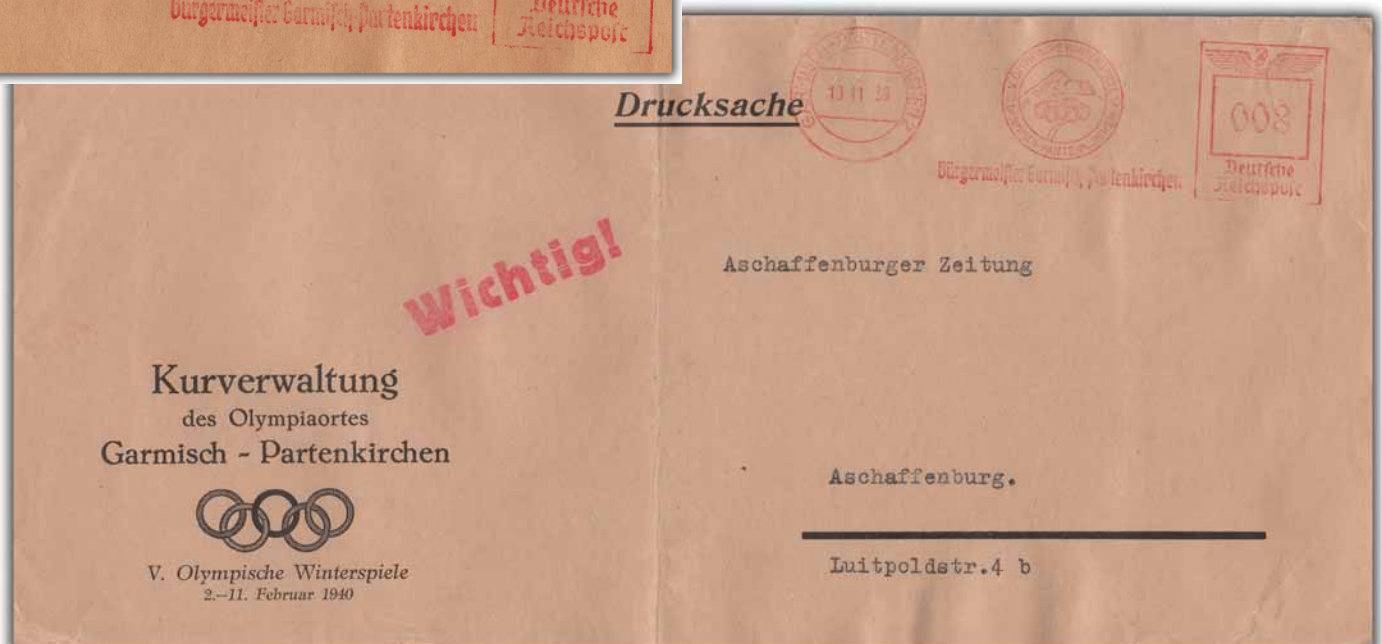 Bürgermeister Garmisch-Partenkirchen
Deutsche
Reichspost
Drucksache
008
Bürgermeister Garmisch-Partenkirchen
Deutsche
Reichspost
Wichtig!
Aschaffenburger Zeitung
Kurverwaltung
des Olympiaortes
Garmisch - Partenkirchen
V. Olympische Winterspiele
2.–11. Februar 1940
Aschaffenburg.
Luitpoldstr.4 b